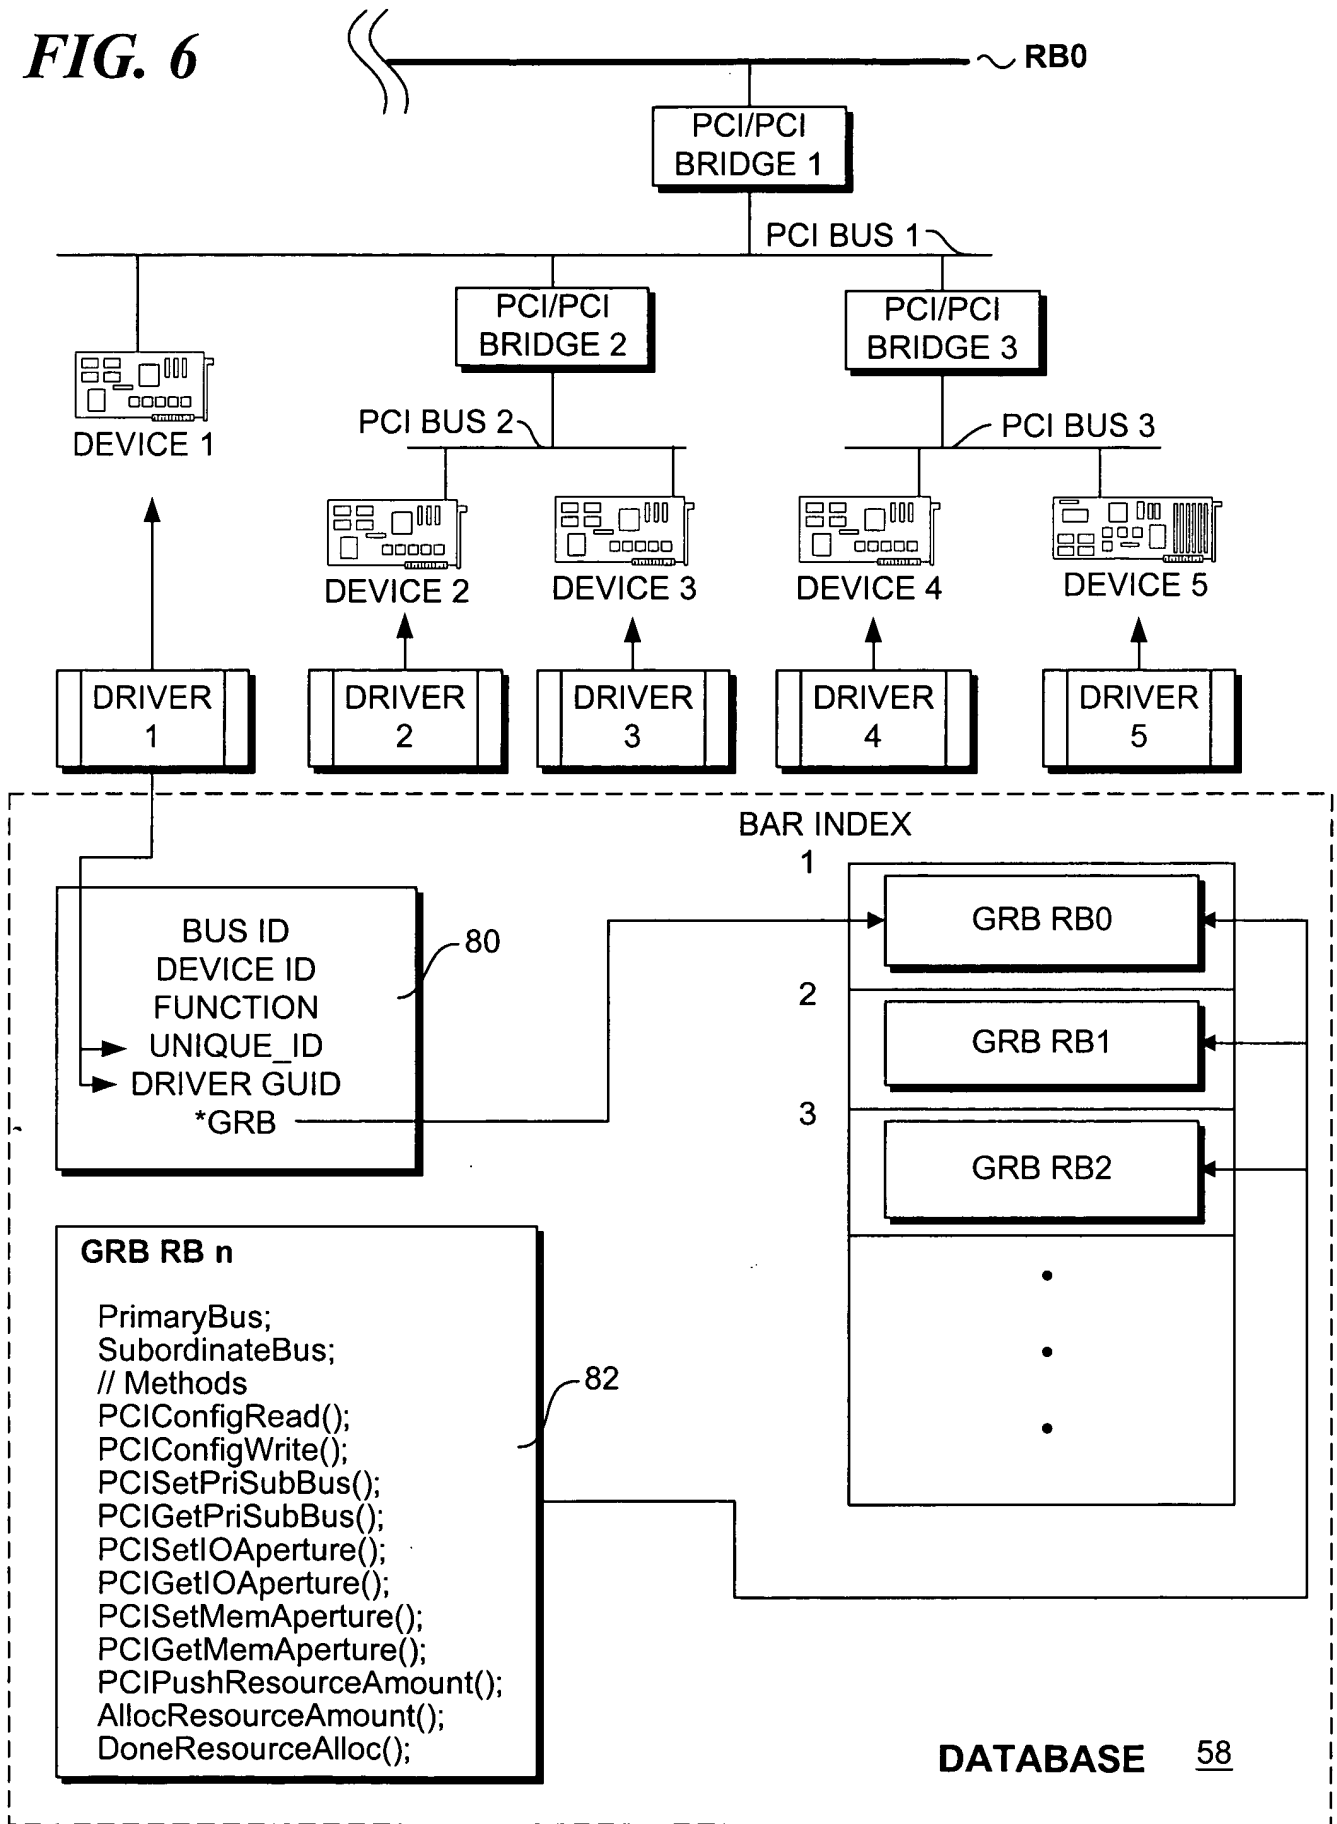 FIG. 6
RB0
PCI/PCI
BRIDGE 1
PCI BUS 1
PCI/PCI
BRIDGE 2
PCI/PCI
BRIDGE 3
DEVICE 1
PCI BUS 2
PCI BUS 3
DEVICE 2
DEVICE 3
DEVICE 4
DEVICE 5
DRIVER
1
DRIVER
2
DRIVER
3
DRIVER
4
DRIVER
5
BAR INDEX
1
GRB RB0
2
GRB RB1
3
GRB RB2
BUS ID
DEVICE ID
FUNCTION
UNIQUE_ID
DRIVER GUID
*GRB
80
GRB RB n
PrimaryBus;
SubordinateBus;
// Methods
PCIConfigRead();
PCIConfigWrite();
PCISetPriSubBus();
PCIGetPriSubBus();
PCISetIOAperture();
PCIGetIOAperture();
PCISetMemAperture();
PCIGetMemAperture();
PCIPushResourceAmount();
AllocResourceAmount();
DoneResourceAlloc();
82
DATABASE 58